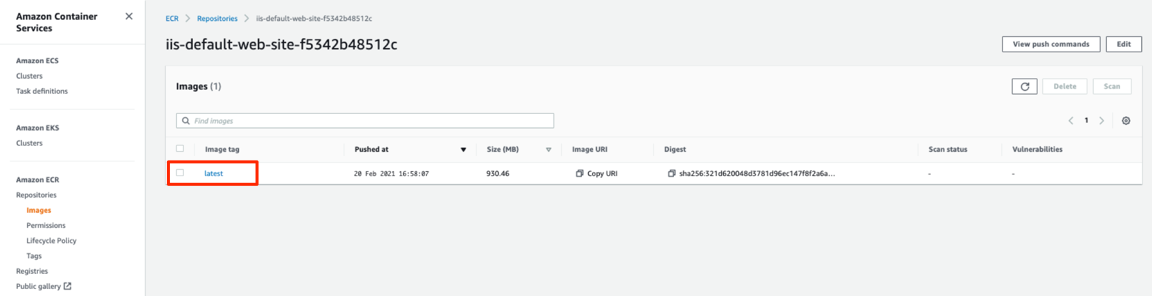 Amazon Container Services
Amazon ECS
Clusters
Task definitions
Amazon EKS
Clusters
Amazon ECR
Repositories
Images
Permissions
Lifecycle Policy
Tags
Registries
Public gallery
ECR > Repositories > iis-default-web-site-f5342b48512c
iis-default-web-site-f5342b48512c
View push commands Edit
Images (1)
Delete Scan
Find images
1
Image tag Pushed at Size (MB) Image URI Digest Scan status Vulnerabilities
latest 20 Feb 2021 16:58:07 930.46 Copy URI sha256:321d620048d3781d96ec147f8f2a6a... - -